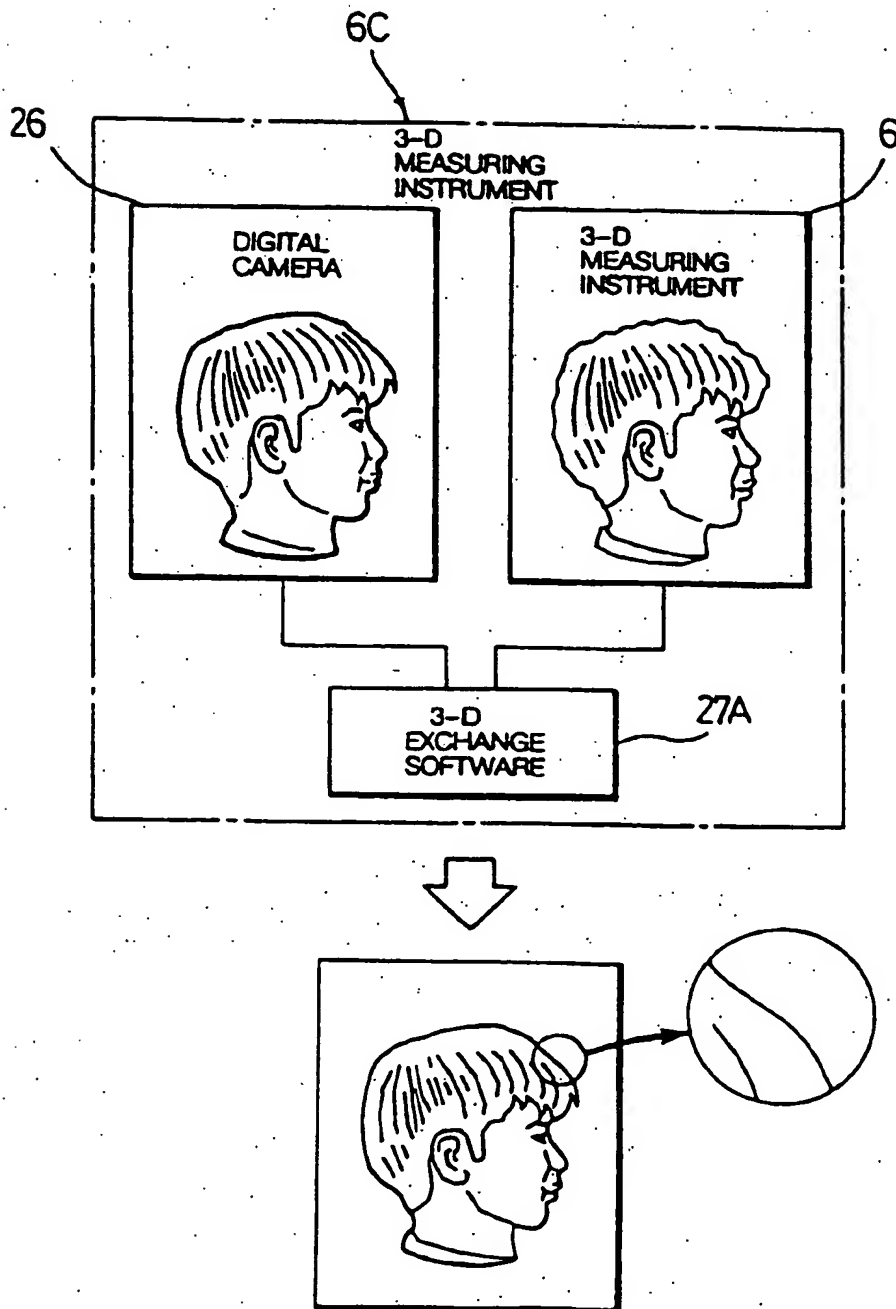 6C
26
6
3-D
MEASURING
INSTRUMENT
DIGITAL
CAMERA
3-D
MEASURING
INSTRUMENT
3-D
EXCHANGE
SOFTWARE
27A